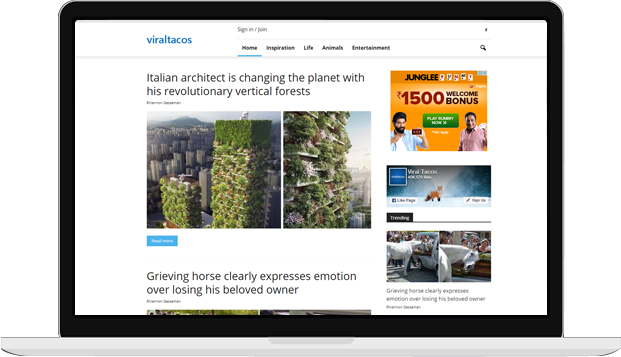 Sign in / Join
viraltacos
Home Inspiration Life Animals Entertainment
Italian architect is changing the planet with
his revolutionary vertical forests
Rhiannon Gessaman
Read more
Grieving horse clearly expresses emotion
over losing his beloved owner
Rhiannon Gessaman
JUNGLEE RUMMY
₹1500 WELCOME
BONUS
PLAY RUMMY
NOW
Viral Tacos
Like Page
Sign Up
Trending
Grieving horse clearly expresses
emotion over losing his beloved owner
Rhiannon Gessaman